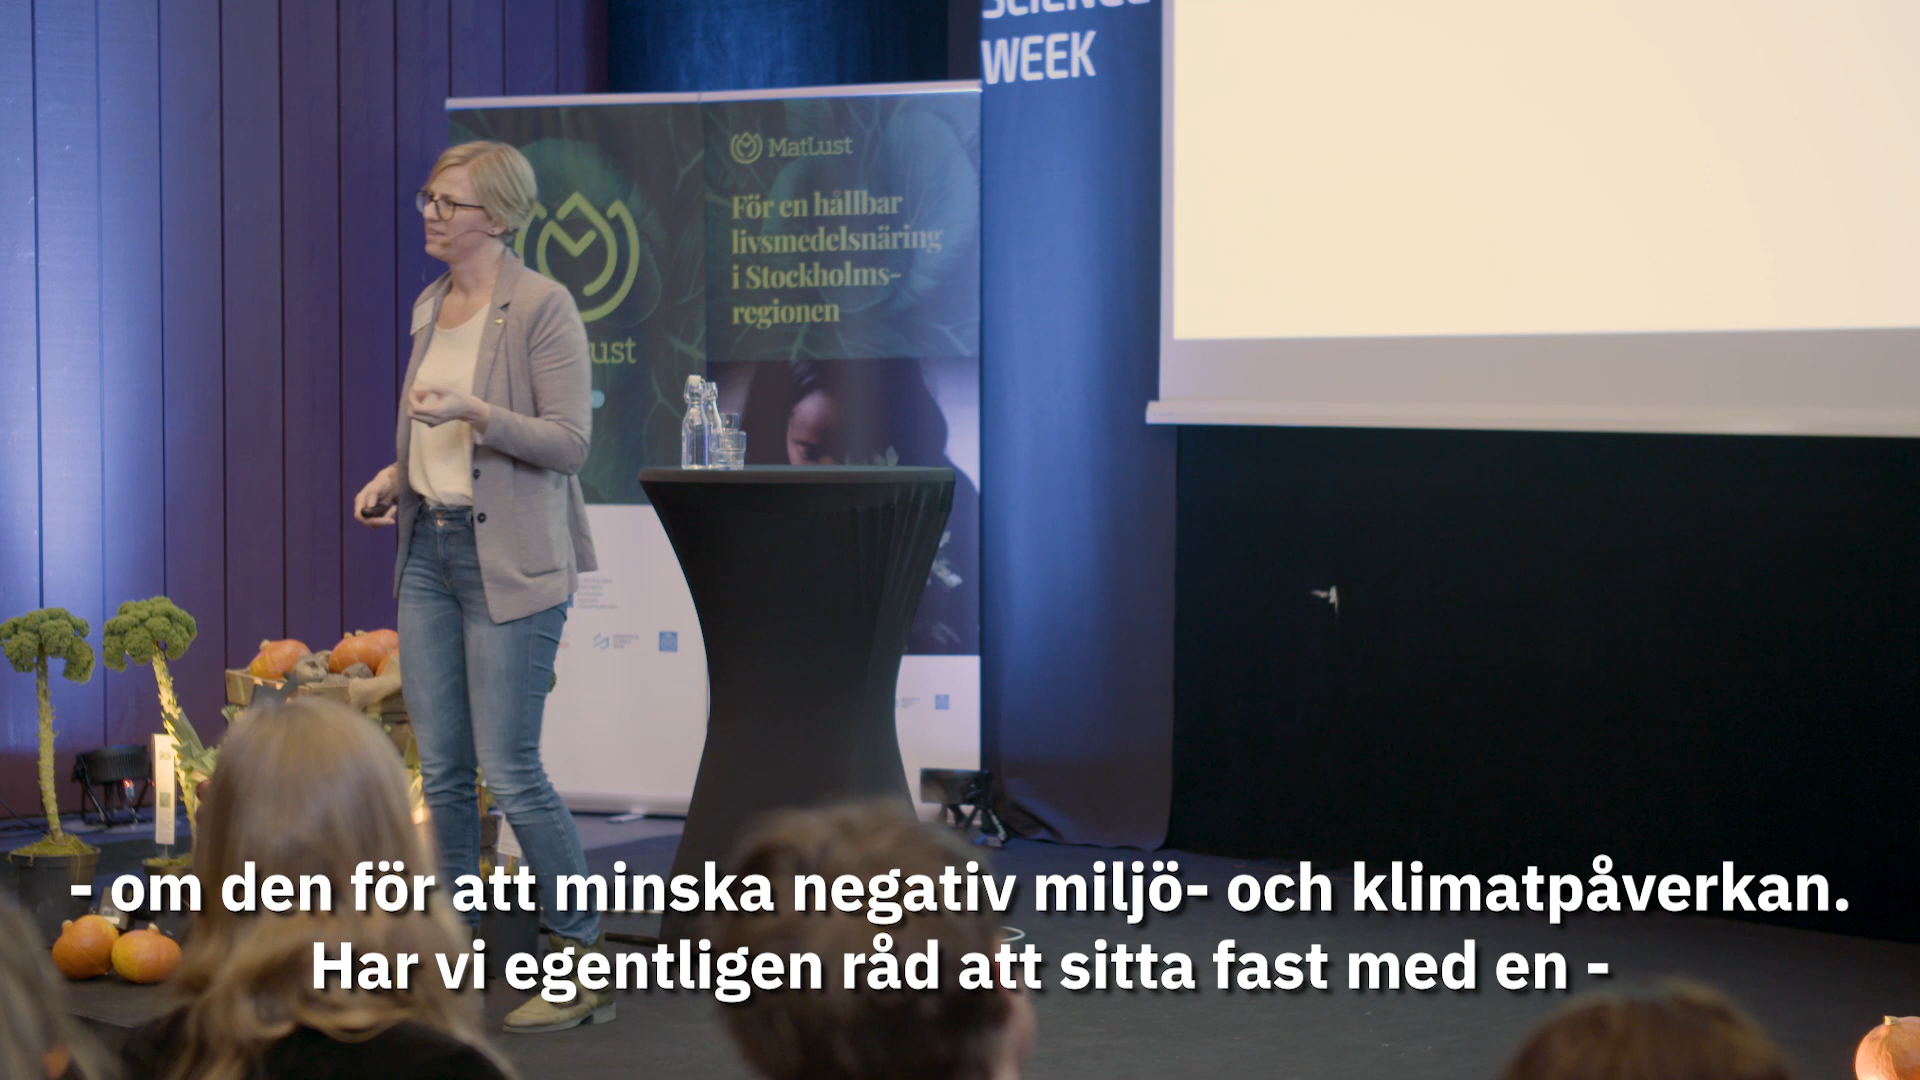 WEEK
MatLust
För en hållbar
livsmedelsnäring
i Stockholms-
regionen
- om den för att minska negativ miljö- och klimatpåverkan.
Har vi egentligen råd att sitta fast med en -